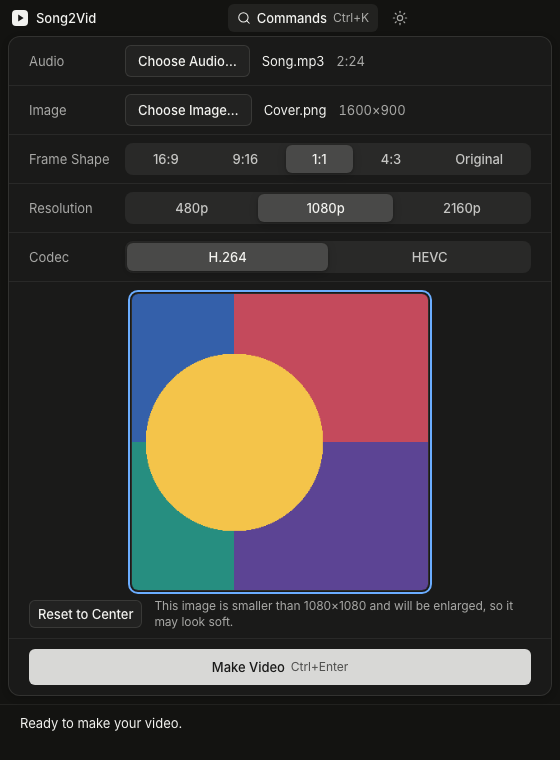 Song2Vid
Commands Ctrl+K
Audio Choose Audio... Song.mp3 2:24
Image Choose Image... Cover.png 1600×900
Frame Shape 16:9 9:16 1:1 4:3 Original
Resolution 480p 1080p 2160p
Codec H.264 HEVC
Reset to Center
This image is smaller than 1080×1080 and will be enlarged, so it
may look soft.
Make Video Ctrl+Enter
Ready to make your video.